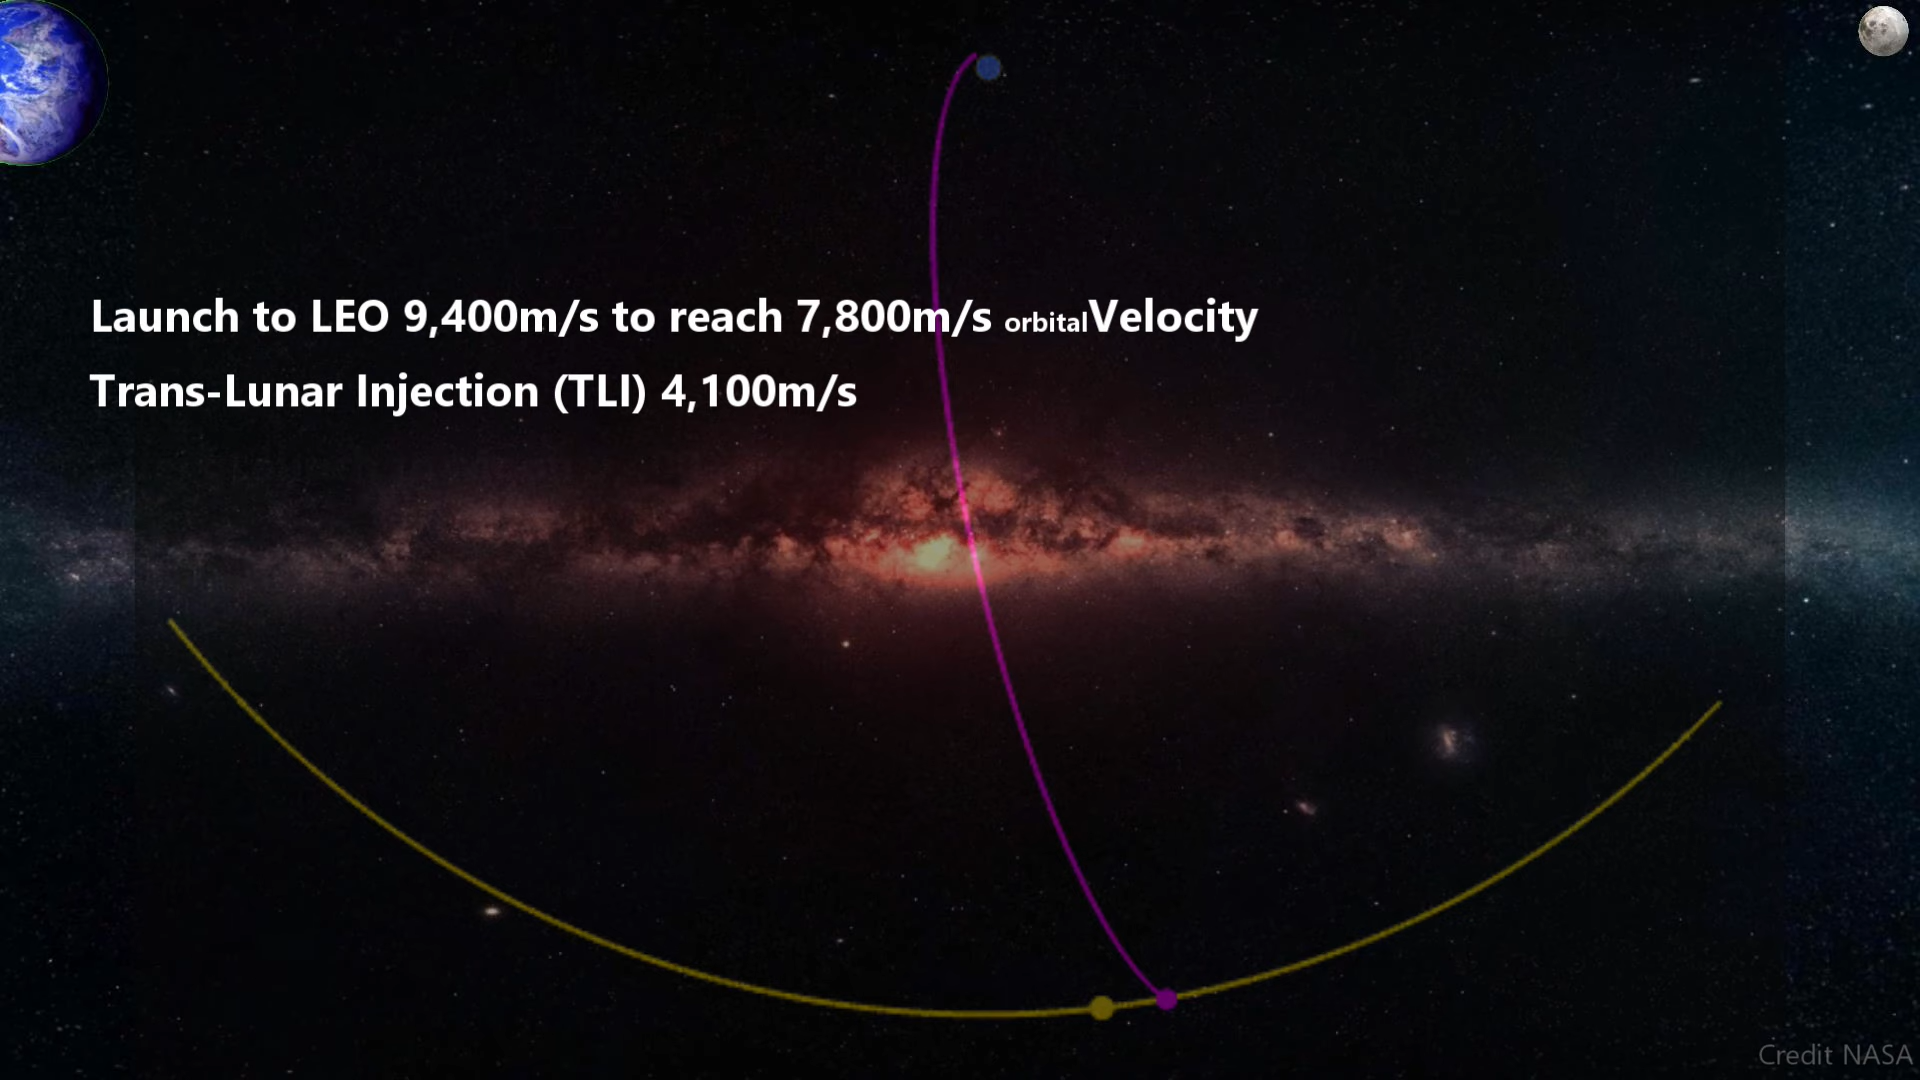 Launch to LEO 9,400m/s to reach 7,800m/s orbitalVelocity
Trans-Lunar Injection (TLI) 4,100m/s
Credit NASA